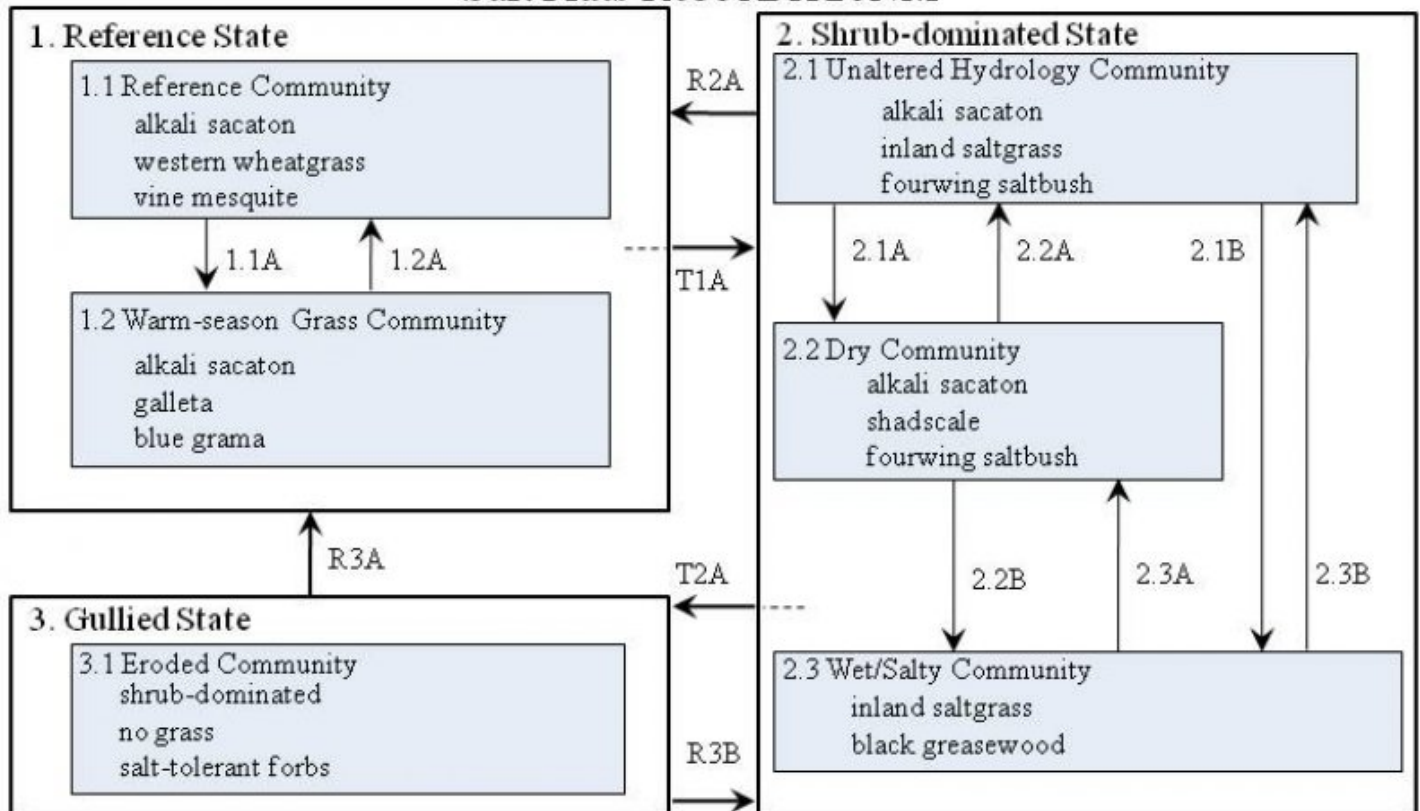 1. Reference State
1.1 Reference Community
alkali sacaton
western wheatgrass
vine mesquite
1.1A
1.2A
1.2 Warm-season Grass Community
alkali sacaton
galleta
blue grama
R2A
T1A
2. Shrub-dominated State
2.1 Unaltered Hydrology Community
alkali sacaton
inland saltgrass
fourwing saltbush
2.1A
2.2A
2.1B
2.2 Dry Community
alkali sacaton
shadscale
fourwing saltbush
2.2B
2.3A
2.3B
2.3 Wet/Salty Community
inland saltgrass
black greasewood
R3A
T2A
3. Gullied State
3.1 Eroded Community
shrub-dominated
no grass
salt-tolerant forbs
R3B